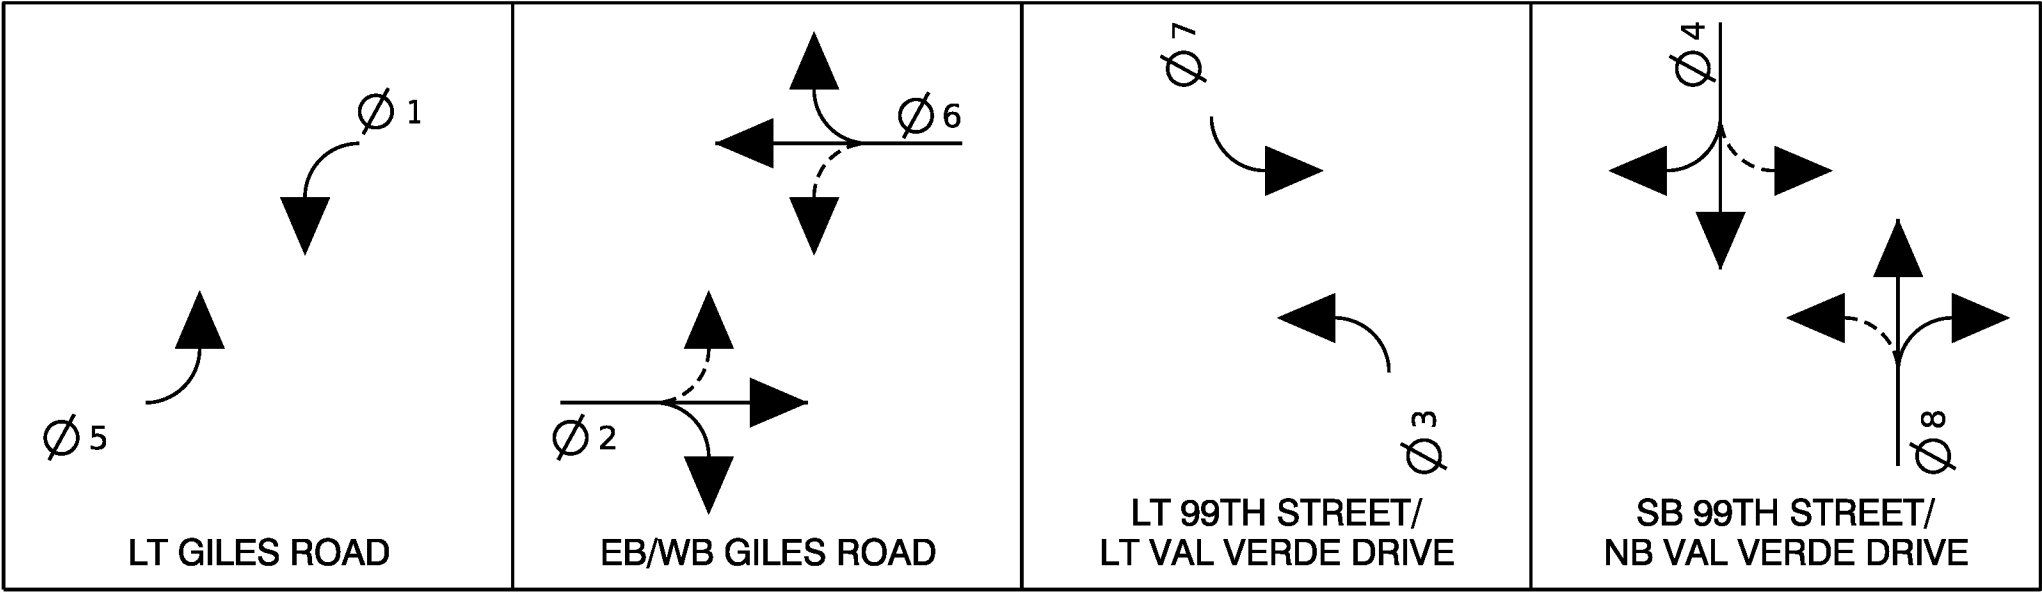 Ø 1
Ø 5
LT GILES ROAD
Ø 6
Ø 2
EB/WB GILES ROAD
Ø 7
Ø 3
LT 99TH STREET/
LT VAL VERDE DRIVE
Ø 4
Ø 8
SB 99TH STREET/
NB VAL VERDE DRIVE